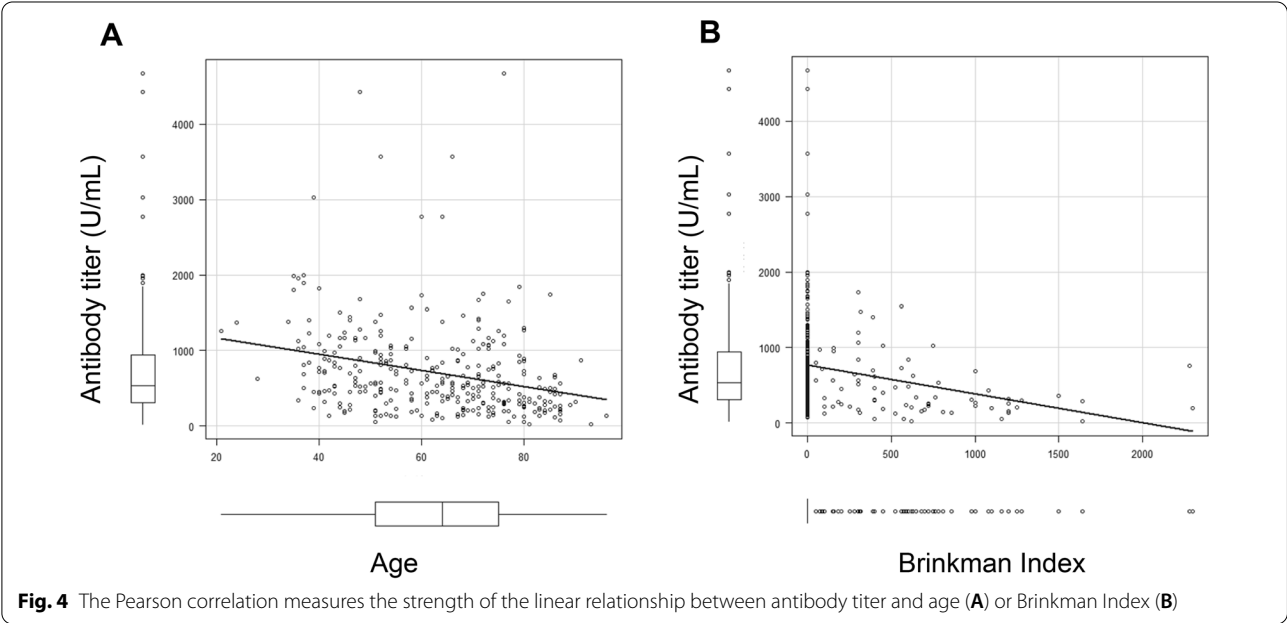 A
Antibody titer (U/mL)
4000
3000
2000
1000
0
20 40 60 80
Age
B
Antibody titer (U/mL)
4000
3000
2000
1000
0
0 500 1000 1500 2000
Brinkman Index
Fig. 4 The Pearson correlation measures the strength of the linear relationship between antibody titer and age (A) or Brinkman Index (B)